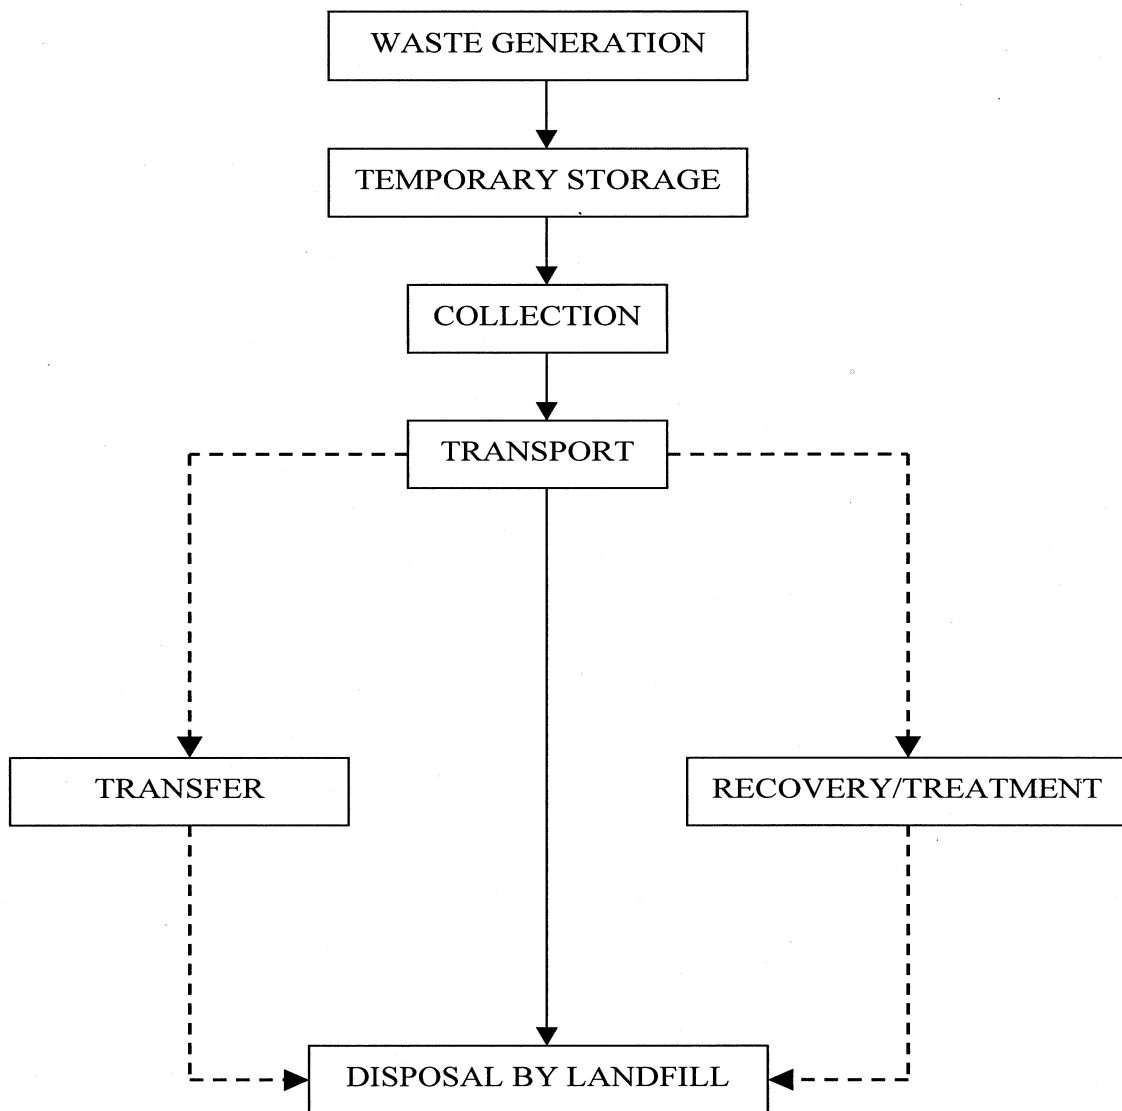 WASTE GENERATION
TEMPORARY STORAGE
COLLECTION
TRANSPORT
TRANSFER
RECOVERY/TREATMENT
DISPOSAL BY LANDFILL